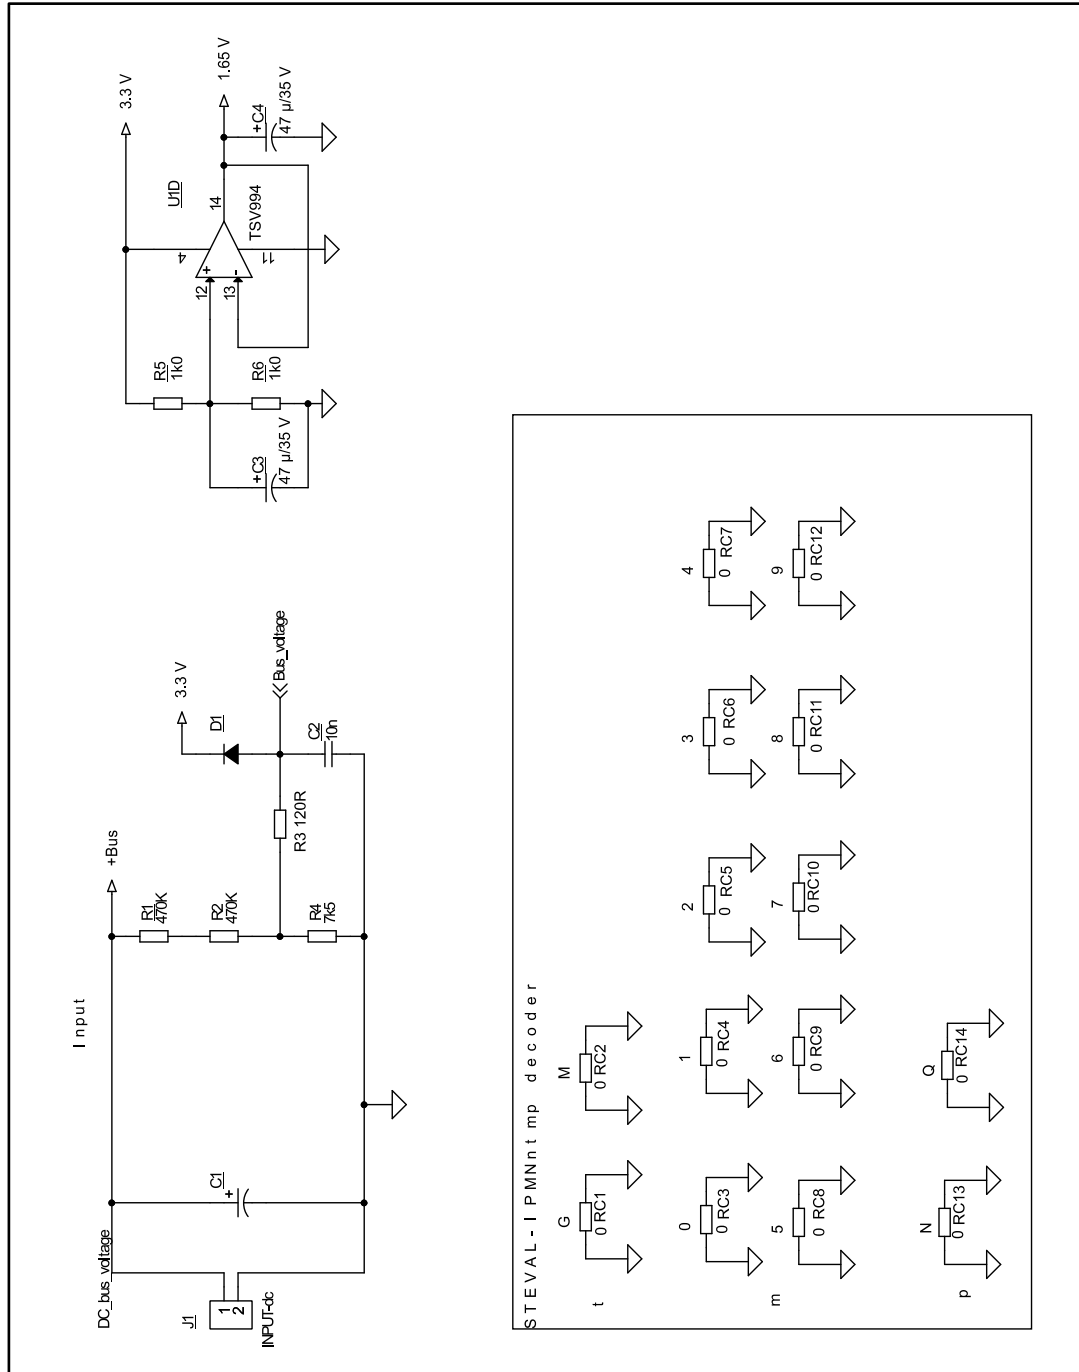 Input
J1
1
2
INPUT-dc
DC_bus_voltage
+ C1
+Bus
R1
470K
R2
470K
R4
7k5
R3 120R
D1
3.3 V
C2
10n
Bus_voltage
+C3
47 µ/35 V
R5
1k0
R6
1k0
3.3 V
U1D
TSV994
4
11
12
13
14
+
-
1.65 V
+C4
47 µ/35 V
STEVAL-IPMNntmp decoder
t
G
0 RC1
M
0 RC2
m
0
0 RC3
1
0 RC4
2
0 RC5
3
0 RC6
4
0 RC7
5
0 RC8
6
0 RC9
7
0 RC10
8
0 RC11
9
0 RC12
p
N
0 RC13
Q
0 RC14